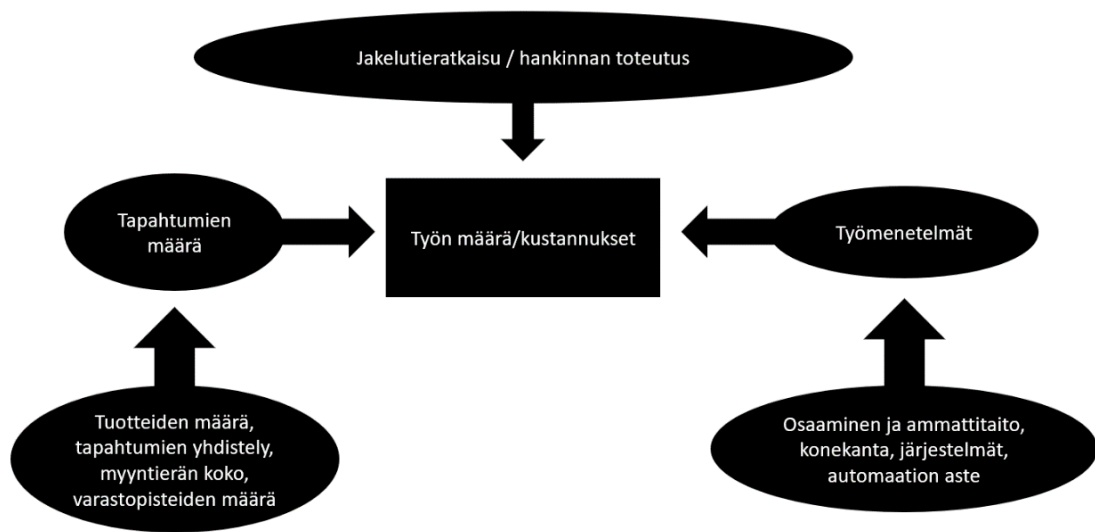 Jakelutieratkaisu / hankinnan toteutus
Tapahtumien
määrä
Työn määrä/kustannukset
Työmenetelmät
Tuotteiden määrä,
tapahtumien yhdistely,
myyntierän koko,
varastopisteiden määrä
Osaaminen ja ammattitaito,
konekanta, järjestelmät,
automaation aste